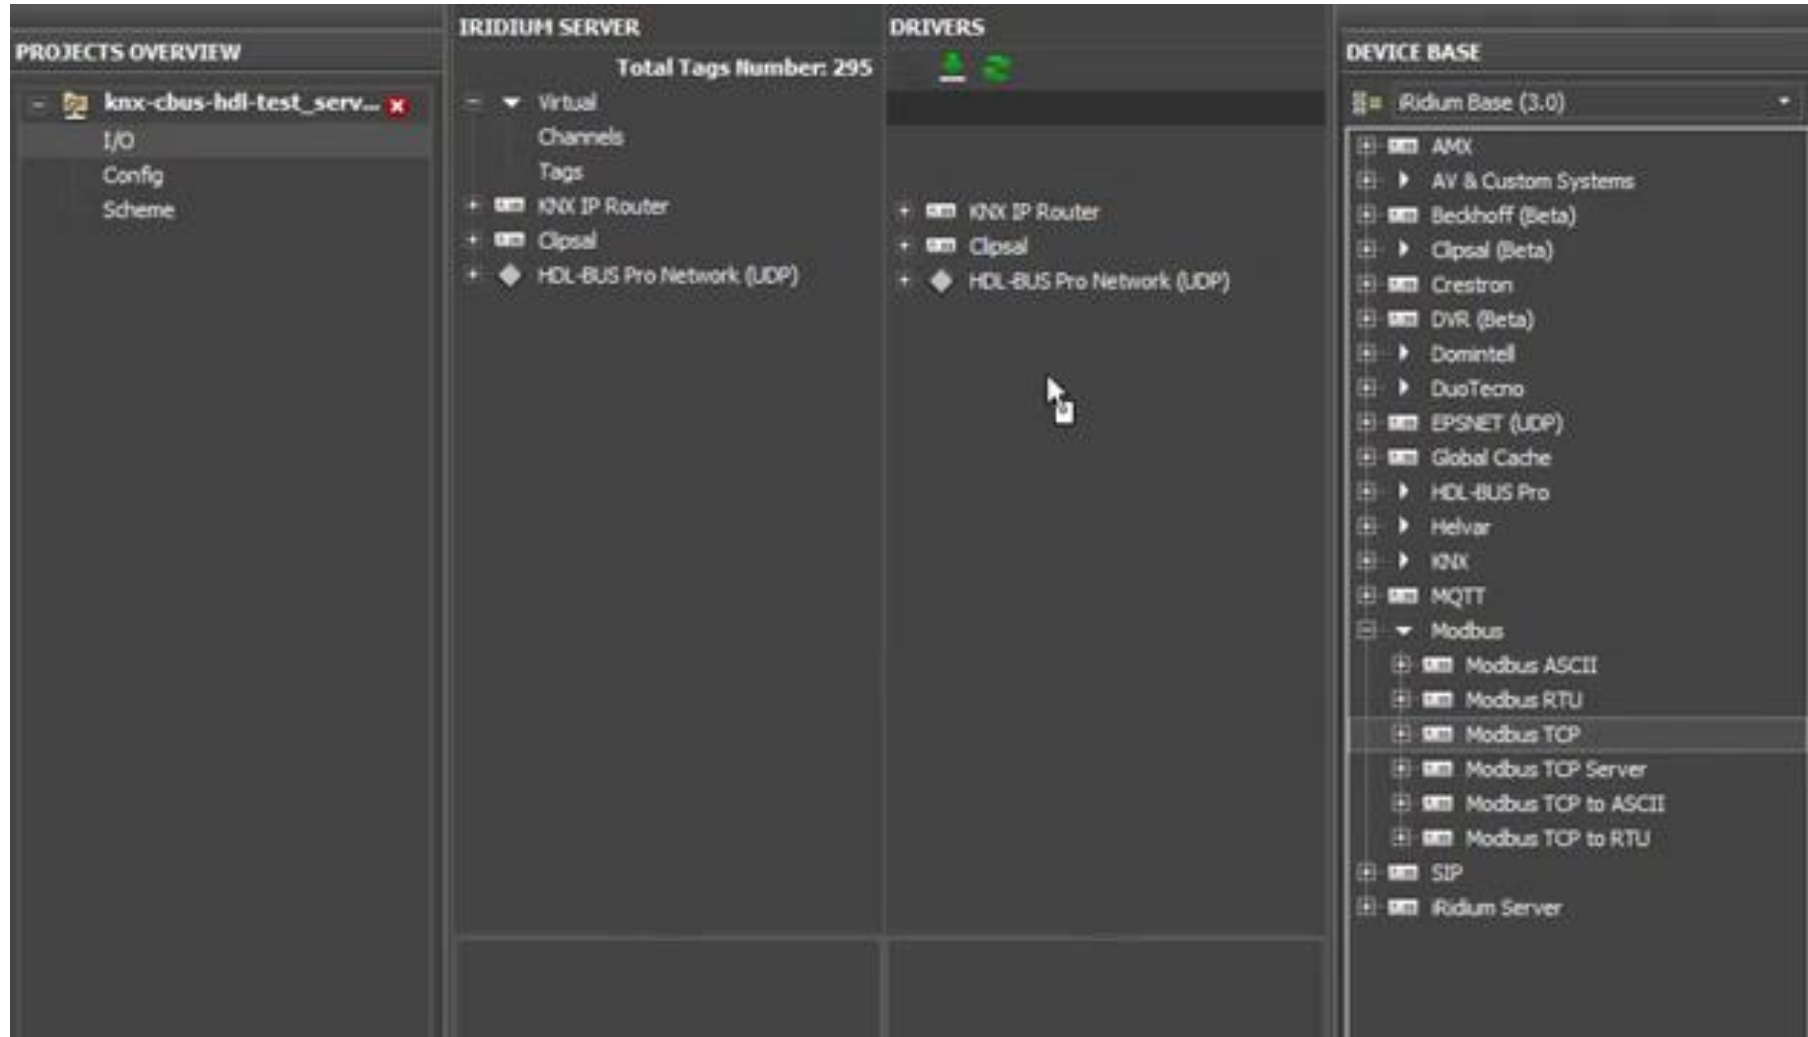 PROJECTS OVERVIEW
knx-cbus-hdl-test_serv...
I/O
Config
Scheme
IRIDIUM SERVER
Total Tags Number: 295
Virtual
Channels
Tags
KNX IP Router
Clipsal
HDL-BUS Pro Network (UDP)
DRIVERS
KNX IP Router
Clipsal
HDL-BUS Pro Network (UDP)
DEVICE BASE
iRidium Base (3.0)
AMX
AV & Custom Systems
Beckhoff (Beta)
Clipsal (Beta)
Crestron
DVR (Beta)
Domintell
DuoTecno
EPSNET (UDP)
Global Cache
HDL-BUS Pro
Helvar
KNX
MQTT
Modbus
Modbus ASCII
Modbus RTU
Modbus TCP
Modbus TCP Server
Modbus TCP to ASCII
Modbus TCP to RTU
SIP
iRidium Server